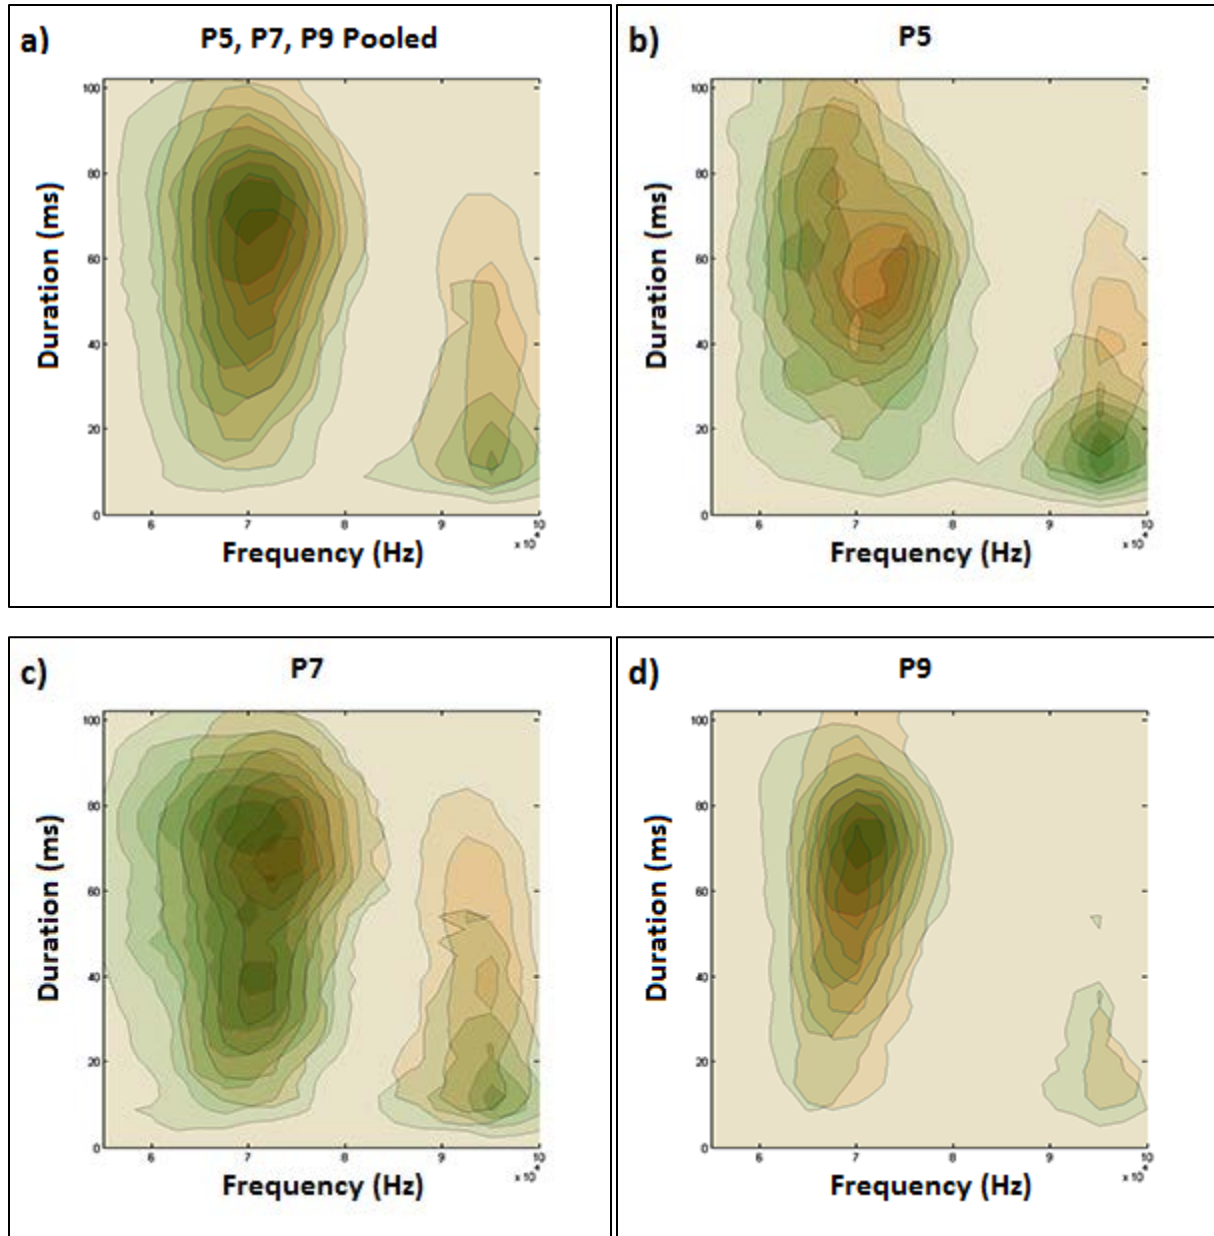 a)
P5, P7, P9 Pooled
Duration (ms)
100
80
60
40
20
0
6
7
8
9
10
x 10⁴
Frequency (Hz)
b)
P5
Duration (ms)
100
80
60
40
20
0
6
7
8
9
10
x 10⁴
Frequency (Hz)
c)
P7
Duration (ms)
100
80
60
40
20
0
6
7
8
9
10
x 10⁴
Frequency (Hz)
d)
P9
Duration (ms)
100
80
60
40
20
0
6
7
8
9
10
x 10⁴
Frequency (Hz)